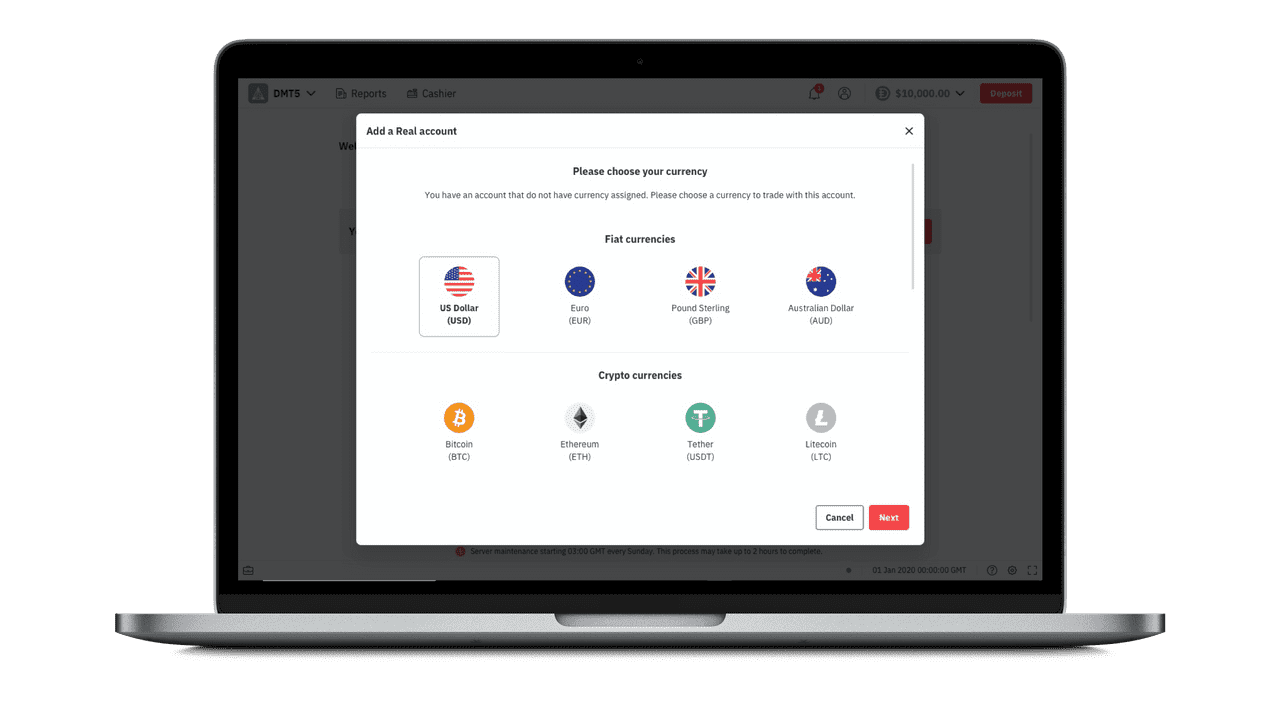 DMT5 Reports Cashier 1 $10,000.00 Deposit
Wel
Add a Real account
Please choose your currency
You have an account that do not have currency assigned. Please choose a currency to trade with this account.
Y
Fiat currencies
US Dollar
(USD)
Euro
(EUR)
Pound Sterling
(GBP)
Australian Dollar
(AUD)
Crypto currencies
Bitcoin
(BTC)
Ethereum
(ETH)
Tether
(USDT)
Litecoin
(LTC)
Cancel Next
Server maintenance starting 03:00 GMT every Sunday. This process may take up to 2 hours to complete.
01 Jan 2020 00:00:00 GMT